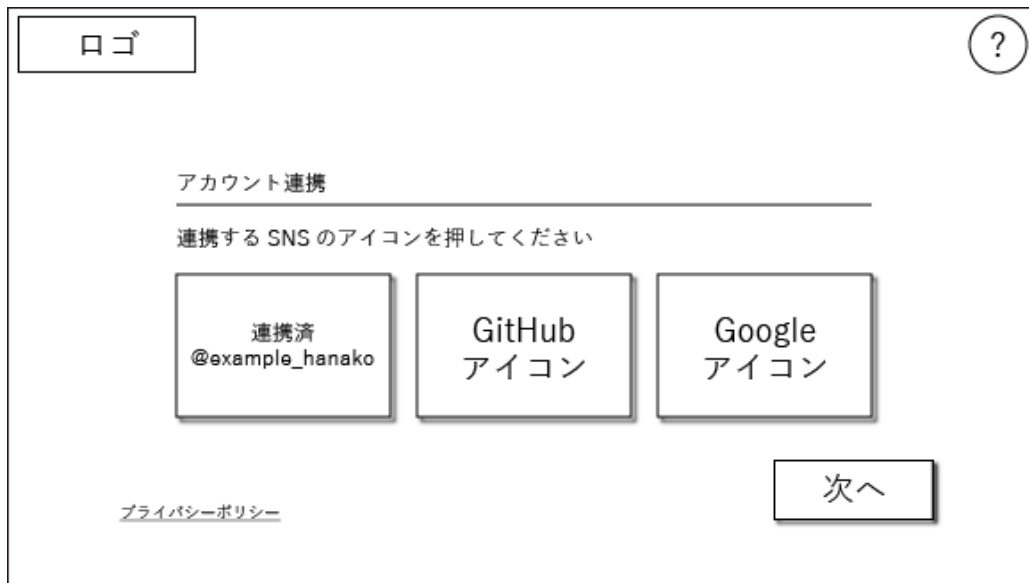 ロゴ
?
アカウント連携
連携する SNS のアイコンを押してください
連携済
@example_hanako
GitHub
アイコン
Google
アイコン
次へ
プライバシーポリシー